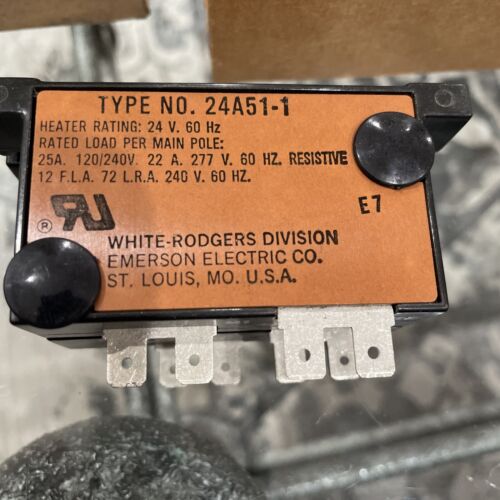 TYPE NO. 24A51-1
HEATER RATING: 24 V. 60 Hz
RATED LOAD PER MAIN POLE:
25A. 120/240V. 22 A. 277 V. 60 HZ. RESISTIVE
12 F.L.A. 72 L.R.A. 240 V. 60 HZ.
E7
®
WHITE-RODGERS DIVISION
EMERSON ELECTRIC CO.
ST. LOUIS, MO. U.S.A.